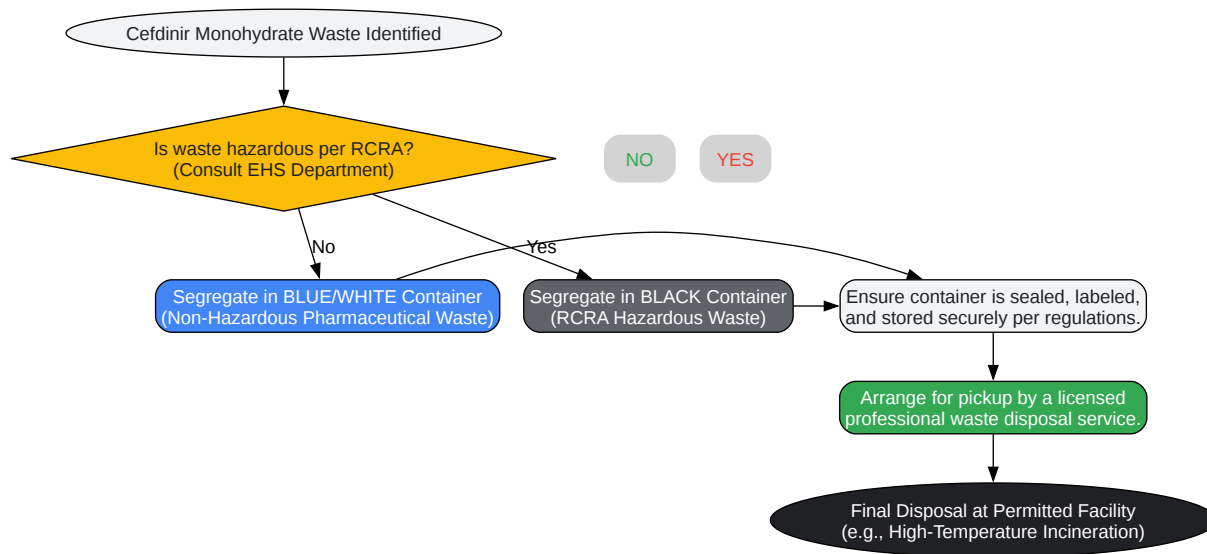 Cefdinir Monohydrate Waste Identified
Is waste hazardous per RCRA?
(Consult EHS Department)
NO
YES
No
Yes
Segregate in BLUE/WHITE Container
(Non-Hazardous Pharmaceutical Waste)
Segregate in BLACK Container
(RCRA Hazardous Waste)
Ensure container is sealed, labeled,
and stored securely per regulations.
Arrange for pickup by a licensed
professional waste disposal service.
Final Disposal at Permitted Facility
(e.g., High-Temperature Incineration)